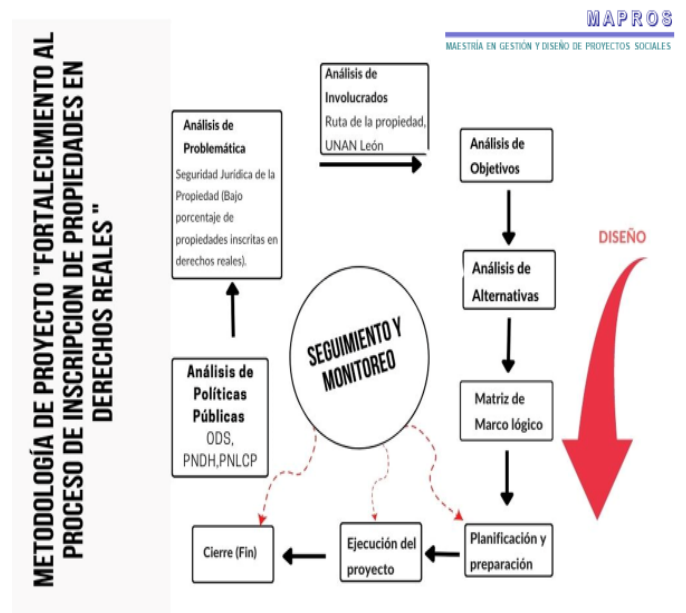 MAPROS
MAESTRÍA EN GESTIÓN Y DISEÑO DE PROYECTOS SOCIALES
METODOLOGÍA DE PROYECTO "FORTALECIMIENTO AL
PROCESO DE INSCRIPCION DE PROPIEDADES EN
DERECHOS REALES "
Análisis de
Políticas
Públicas
ODS,
PNDH,PNLCP
Análisis de
Problemática
Seguridad Jurídica de la
Propiedad (Bajo
porcentaje de
propiedades inscritas en
derechos reales).
Análisis de
Involucrados
Ruta de la propiedad,
UNAN León
Análisis de
Objetivos
Análisis de
Alternativas
Matriz de
Marco lógico
Planificación y
preparación
Ejecución del
proyecto
Cierre (Fin)
SEGUIMIENTO Y
MONITOREO
DISEÑO